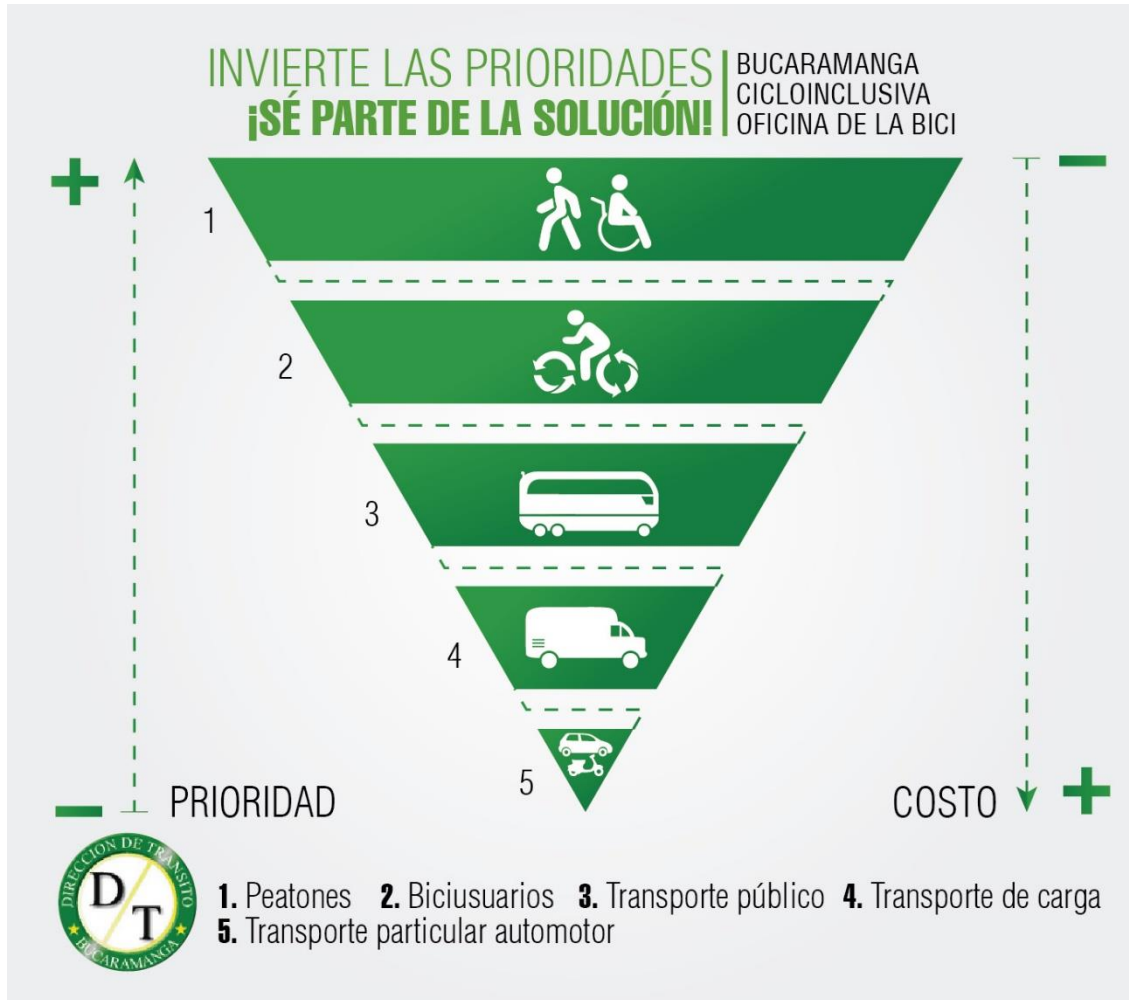 INVIERTE LAS PRIORIDADES
¡SÉ PARTE DE LA SOLUCIÓN!
BUCARAMANGA
CICLOINCLUSIVA
OFICINA DE LA BICI
+
-
1
2
3
4
5
- PRIORIDAD
COSTO +
DIRECCION DE TRANSITO
D/T
BUCARAMANGA
1. Peatones 2. Biciusuarios 3. Transporte público 4. Transporte de carga
5. Transporte particular automotor